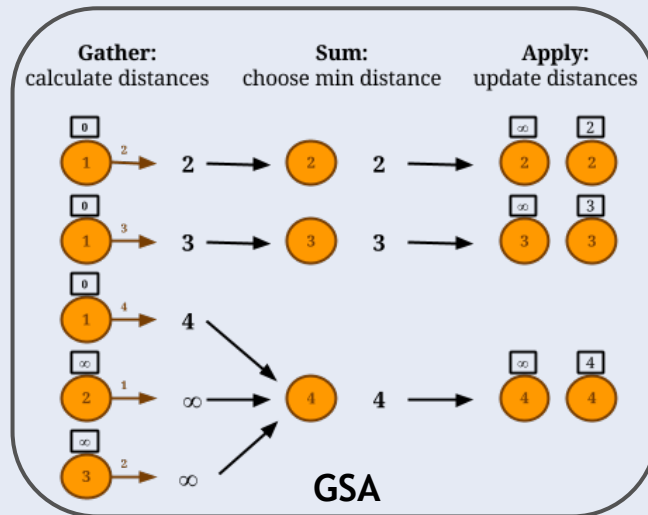 Gather: Sum: Apply:
calculate distances choose min distance update distances
0 ∞ 2
1 2 2 2 2 2 2
0 ∞ 3
1 3 3 3 3 3 3
0
1 4 4
∞ ∞ 4
2 1 ∞ 4 4 4 4
∞
3 2 ∞
GSA